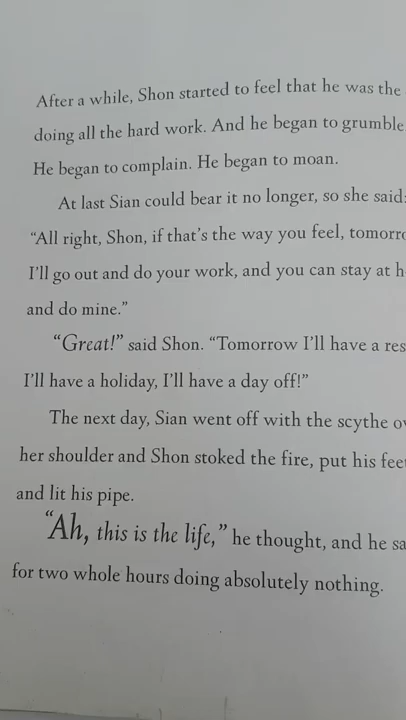 After a while, Shon started to feel that he was the
doing all the hard work. And he began to grumble
He began to complain. He began to moan.
At last Sian could bear it no longer, so she said:
“All right, Shon, if that’s the way you feel,
I’ll go out and do your work, and you can stay at
and do mine.”
“Great!” said Shon. “Tomorrow I’ll have a
I’ll have a holiday, I’ll have a day off!”
The next day, Sian went off with the scythe
her shoulder and Shon stoked the fire, put his
and lit his pipe.
“Ah, this is the life,” he thought, and he
for two whole hours doing absolutely nothing.